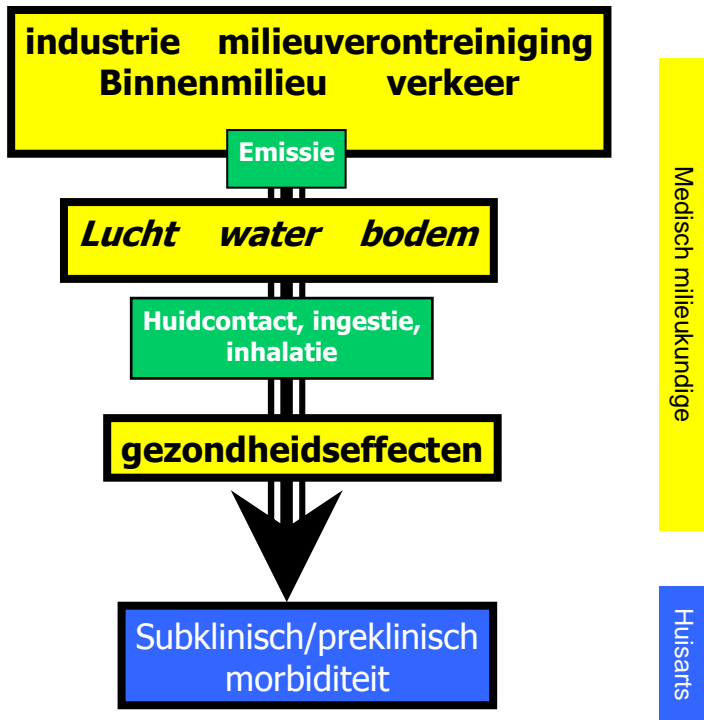 industrie milieuverontreiniging
Binnenmilieu verkeer
Emissie
Lucht water bodem
Huidcontact, ingestie,
inhalatie
gezondheidseffecten
Subklinisch/preklinisch
morbiditeit
Medisch milieukundige
Huisarts